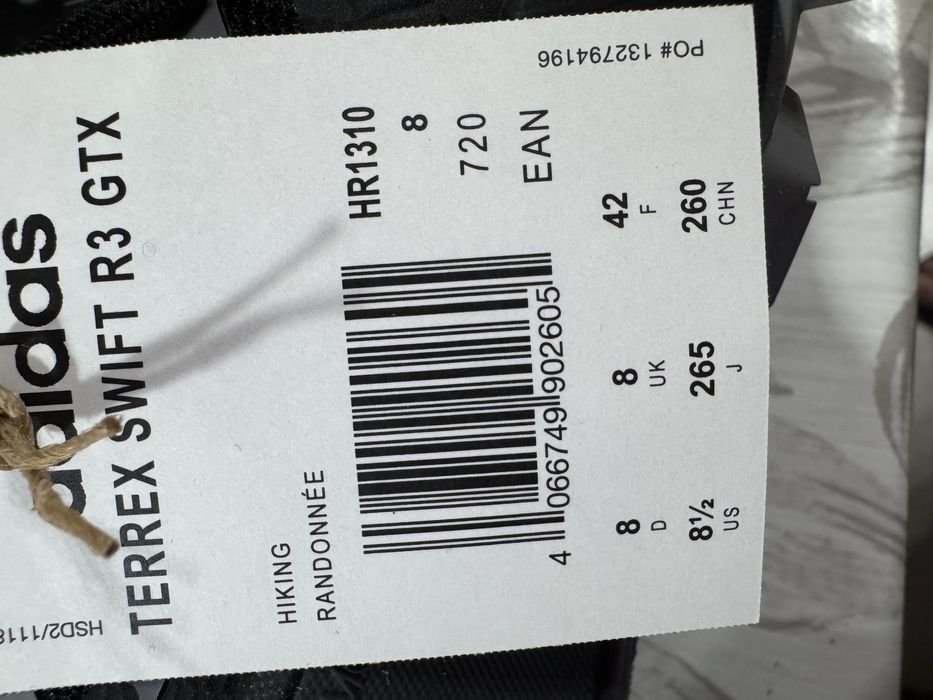 adidas
TERREX SWIFT R3 GTX
HIKING
RANDONNÉE
HR1310
8
720
EAN
4 066749 902605
8 D
8 UK
42 F
8½ US
265 J
260 CHN
PO# 132794196